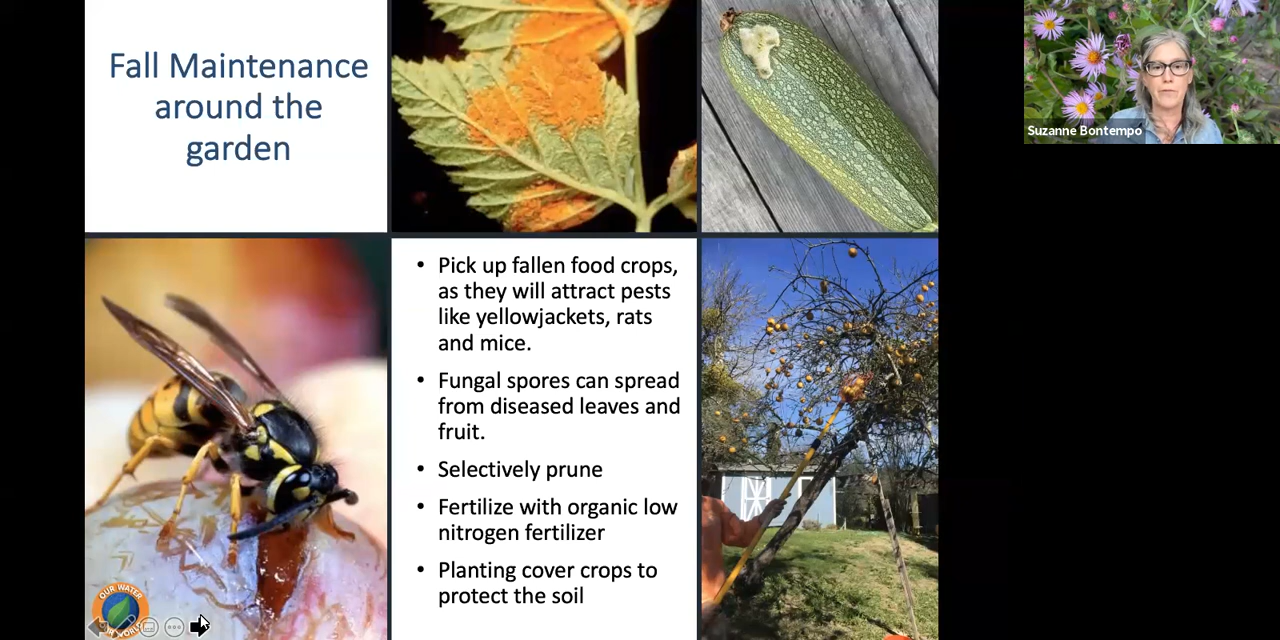 Fall Maintenance
around the
garden
Suzanne Bontempo
• Pick up fallen food crops,
as they will attract pests
like yellowjackets, rats
and mice.
• Fungal spores can spread
from diseased leaves and
fruit.
• Selectively prune
• Fertilize with organic low
nitrogen fertilizer
• Planting cover crops to
protect the soil
OUR WATER